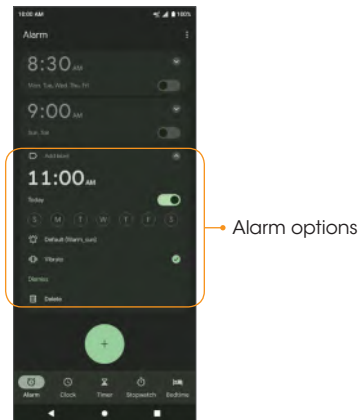 10:00 AM 100%
Alarm
8:30 AM
Mon, Tue, Wed, Thu, Fri
9:00 AM
Sun, Sat
Add label
11:00 AM
Today
S M T W T F S
Default (Alarm_sun)
Vibrate
Dismiss
Delete
+
Alarm Clock Timer Stopwatch Bedtime
Alarm options